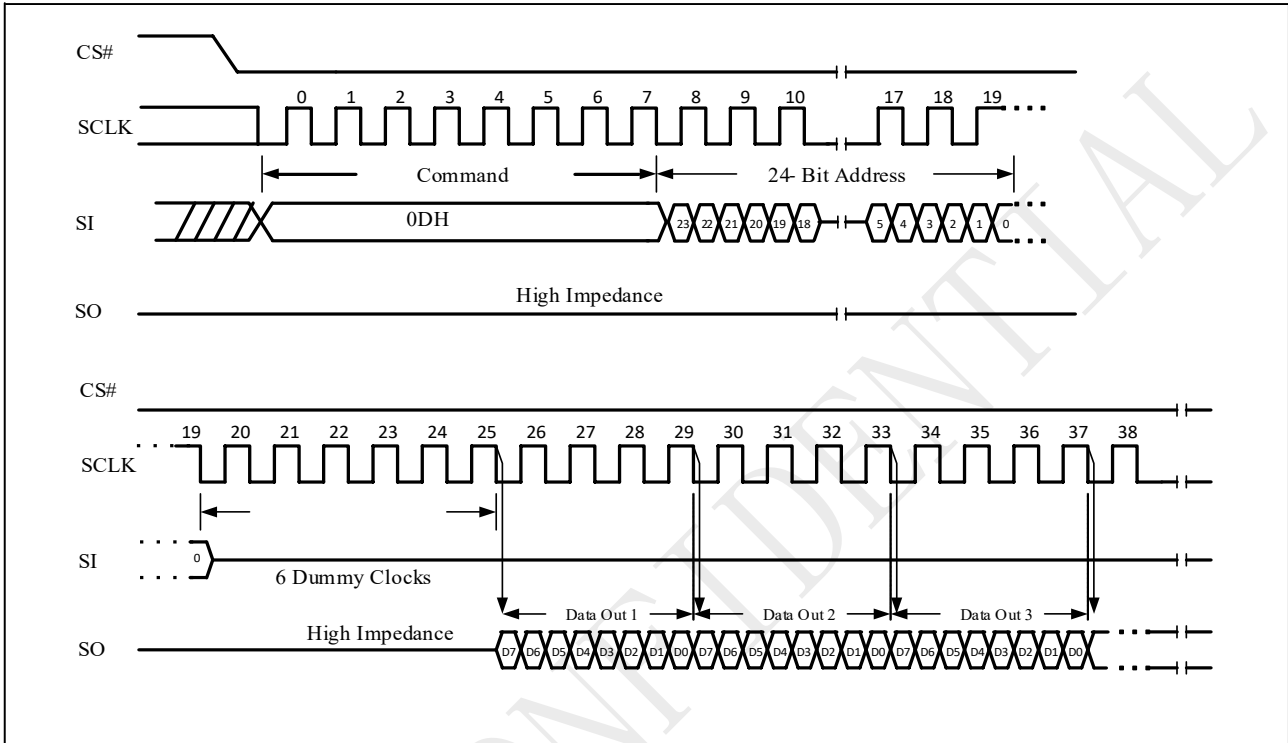 CS#
0 1 2 3 4 5 6 7 8 9 10 17 18 19
SCLK
Command 24- Bit Address
SI 0DH 23 22 21 20 19 18 5 4 3 2 1 0
High Impedance
SO
CS#
19 20 21 22 23 24 25 26 27 28 29 30 31 32 33 34 35 36 37 38
SCLK
SI 0
6 Dummy Clocks
Data Out 1 Data Out 2 Data Out 3
High Impedance
SO D7 D6 D5 D4 D3 D2 D1 D0 D7 D6 D5 D4 D3 D2 D1 D0 D7 D6 D5 D4 D3 D2 D1 D0
NFIDENTIAL